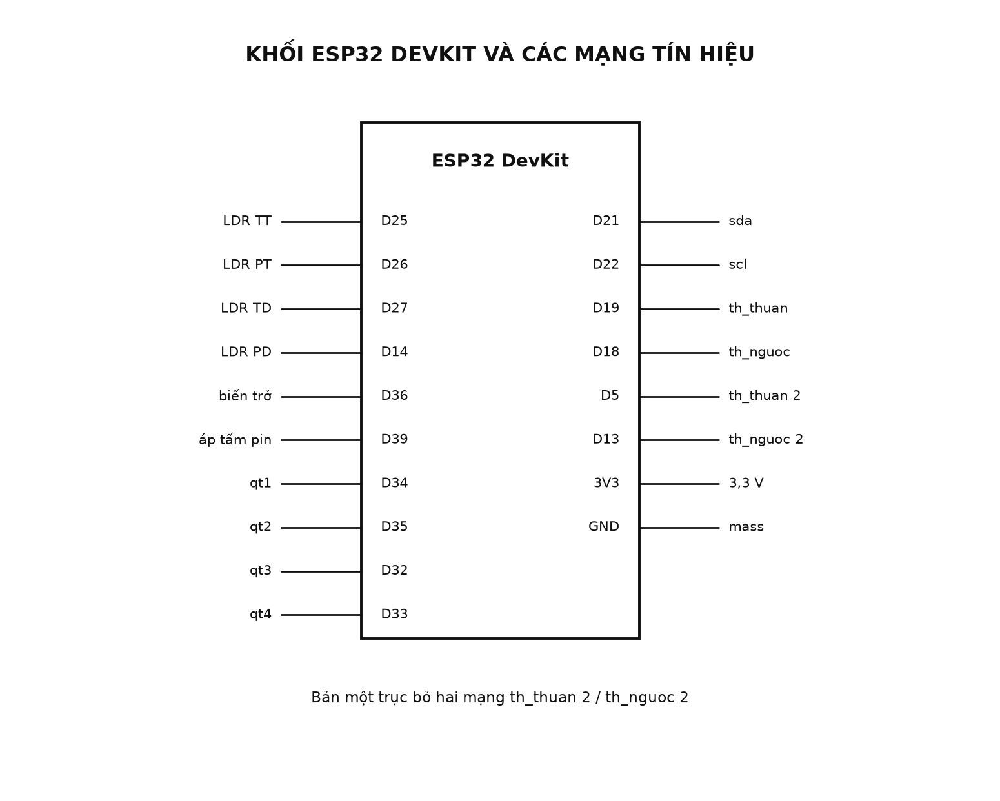 KHỐI ESP32 DEVKIT VÀ CÁC MẠNG TÍN HIỆU
ESP32 DevKit
LDR TT D25 D21 sda
LDR PT D26 D22 scl
LDR TD D27 D19 th_thuan
LDR PD D14 D18 th_nguoc
biến trở D36 D5 th_thuan 2
áp tấm pin D39 D13 th_nguoc 2
qt1 D34 3V3 3,3 V
qt2 D35 GND mass
qt3 D32
qt4 D33
Bản một trục bỏ hai mạng th_thuan 2 / th_nguoc 2